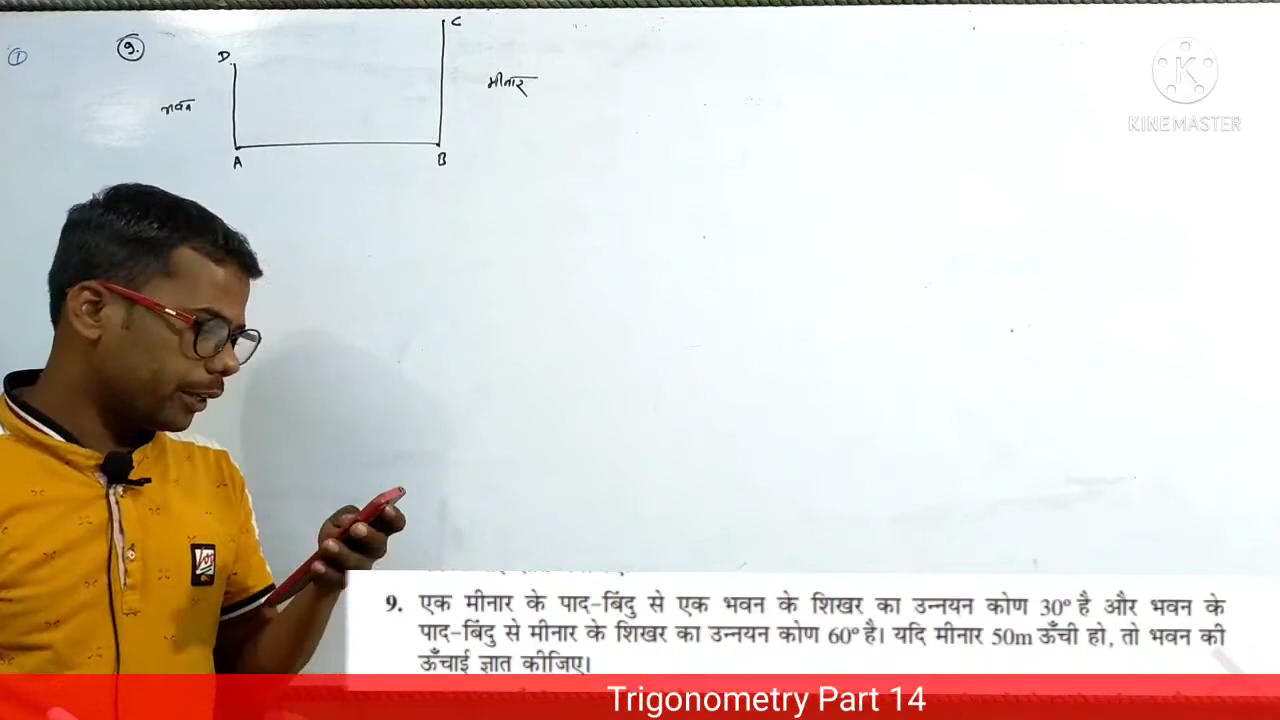 ① ⑨. D C
भवन मीनार
A B
KINEMASTER
9. एक मीनार के पाद-बिंदु से एक भवन के शिखर का उन्नयन कोण 30° है और भवन के
पाद-बिंदु से मीनार के शिखर का उन्नयन कोण 60° है। यदि मीनार 50m ऊँची हो, तो भवन की
ऊँचाई ज्ञात कीजिए।
Trigonometry Part 14